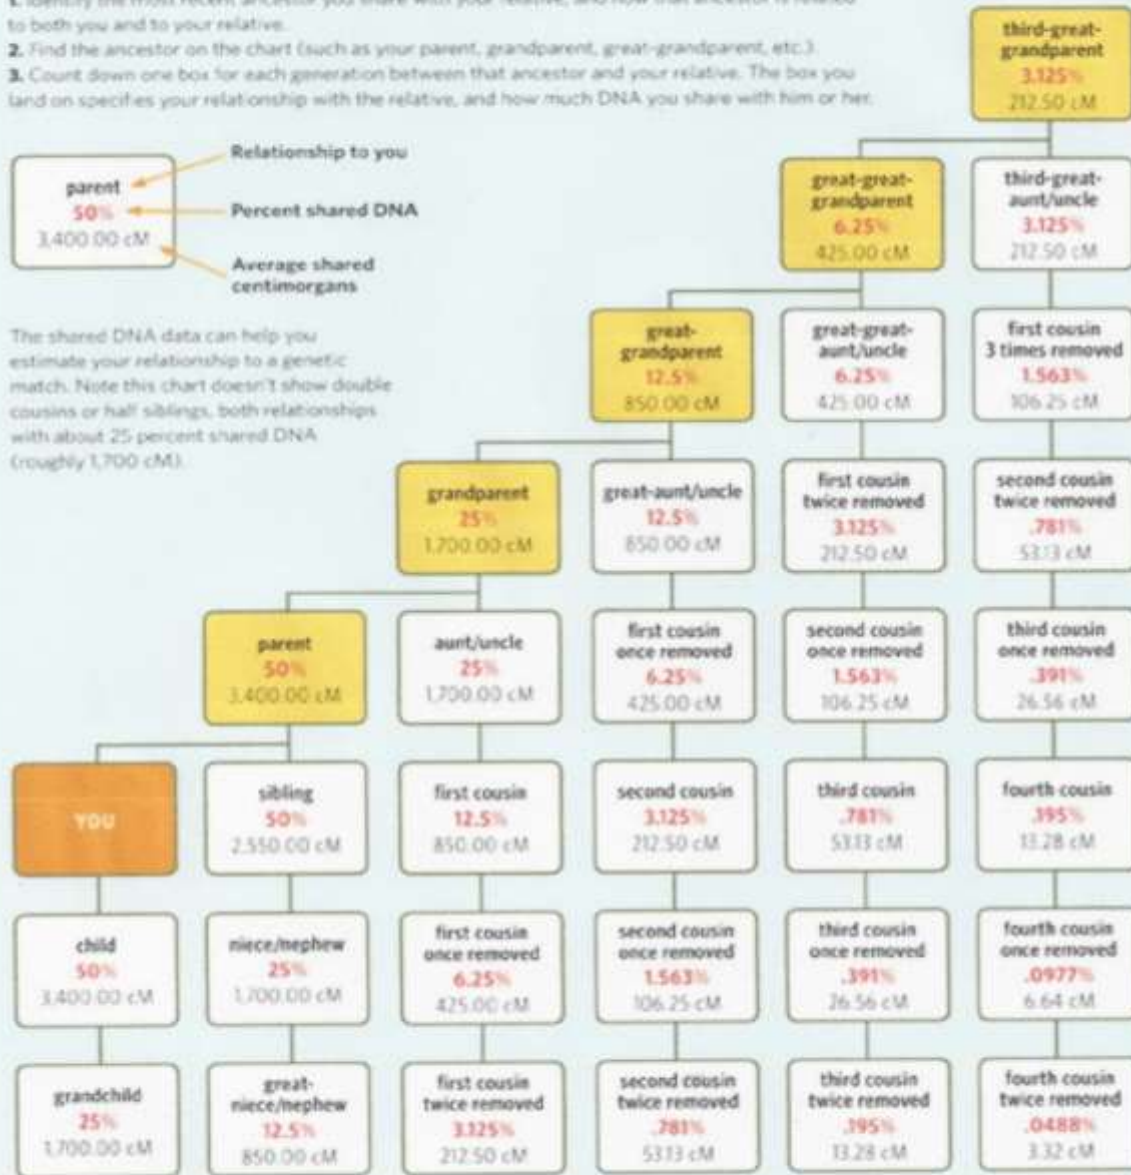 to both you and to your relative.
2. Find the ancestor on the chart (such as your parent, grandparent, great-grandparent, etc.)
3. Count down one box for each generation between that ancestor and your relative. The box you
land on specifies your relationship with the relative, and how much DNA you share with him or her.
parent
50%
3,400.00 cM
Relationship to you
Percent shared DNA
Average shared
centimorgans
The shared DNA data can help you
estimate your relationship to a genetic
match. Note this chart doesn't show double
cousins or half siblings, both relationships
with about 25 percent shared DNA
(roughly 1,700 cM).
third-great-
grandparent
3.125%
212.50 cM
great-great-
grandparent
6.25%
425.00 cM
third-great-
aunt/uncle
3.125%
212.50 cM
great-
grandparent
12.5%
850.00 cM
great-great-
aunt/uncle
6.25%
425.00 cM
first cousin
3 times removed
1.563%
106.25 cM
grandparent
25%
1,700.00 cM
great-aunt/uncle
12.5%
850.00 cM
first cousin
twice removed
3.125%
212.50 cM
second cousin
twice removed
.781%
53.13 cM
parent
50%
3,400.00 cM
aunt/uncle
25%
1,700.00 cM
first cousin
once removed
6.25%
425.00 cM
second cousin
once removed
1.563%
106.25 cM
third cousin
once removed
.391%
26.56 cM
YOU
sibling
50%
2,550.00 cM
first cousin
12.5%
850.00 cM
second cousin
3.125%
212.50 cM
third cousin
.781%
53.13 cM
fourth cousin
.195%
13.28 cM
child
50%
3,400.00 cM
niece/nephew
25%
1,700.00 cM
first cousin
once removed
6.25%
425.00 cM
second cousin
once removed
1.563%
106.25 cM
third cousin
once removed
.391%
26.56 cM
fourth cousin
once removed
.0977%
6.64 cM
grandchild
25%
1,700.00 cM
great-
niece/nephew
12.5%
850.00 cM
first cousin
twice removed
3.125%
212.50 cM
second cousin
twice removed
.781%
53.13 cM
third cousin
twice removed
.195%
13.28 cM
fourth cousin
twice removed
.0488%
3.32 cM